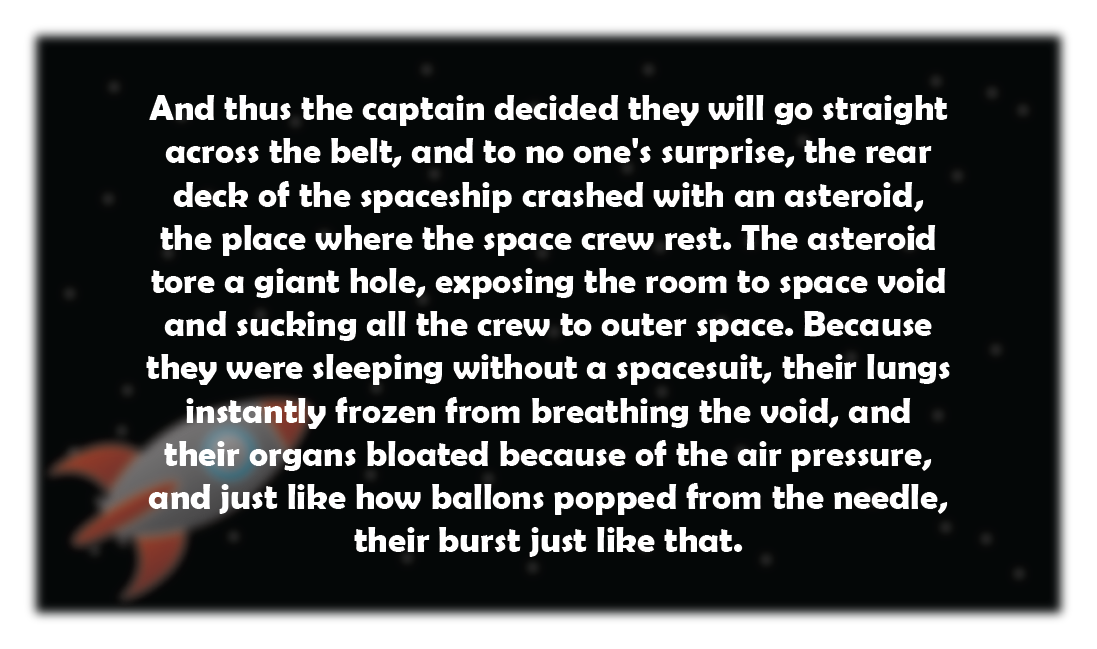 And thus the captain decided they will go straight
across the belt, and to no one's surprise, the rear
deck of the spaceship crashed with an asteroid,
the place where the space crew rest. The asteroid
tore a giant hole, exposing the room to space void
and sucking all the crew to outer space. Because
they were sleeping without a spacesuit, their lungs
instantly frozen from breathing the void, and
their organs bloated because of the air pressure,
and just like how ballons popped from the needle,
their burst just like that.